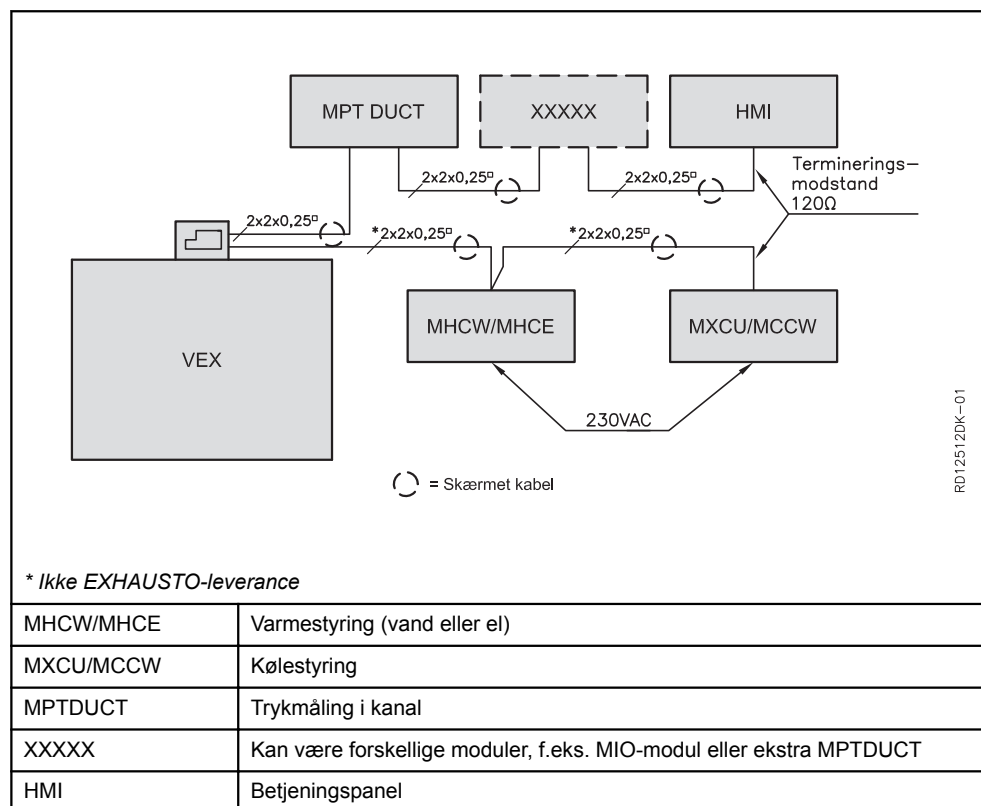 MPT DUCT
XXXXX
HMI
2x2x0,25¤
2x2x0,25¤
Terminerings-
modstand
120Ω
2x2x0,25¤
*2x2x0,25¤
*2x2x0,25¤
MHCW/MHCE
MXCU/MCCW
VEX
230VAC
= Skærmet kabel
RD12512DK-01
* Ikke EXHAUSTO-leverance
MHCW/MHCE Varmestyring (vand eller el)
MXCU/MCCW Kølestyring
MPTDUCT Trykmåling i kanal
XXXXX Kan være forskellige moduler, f.eks. MIO-modul eller ekstra MPTDUCT
HMI Betjeningspanel